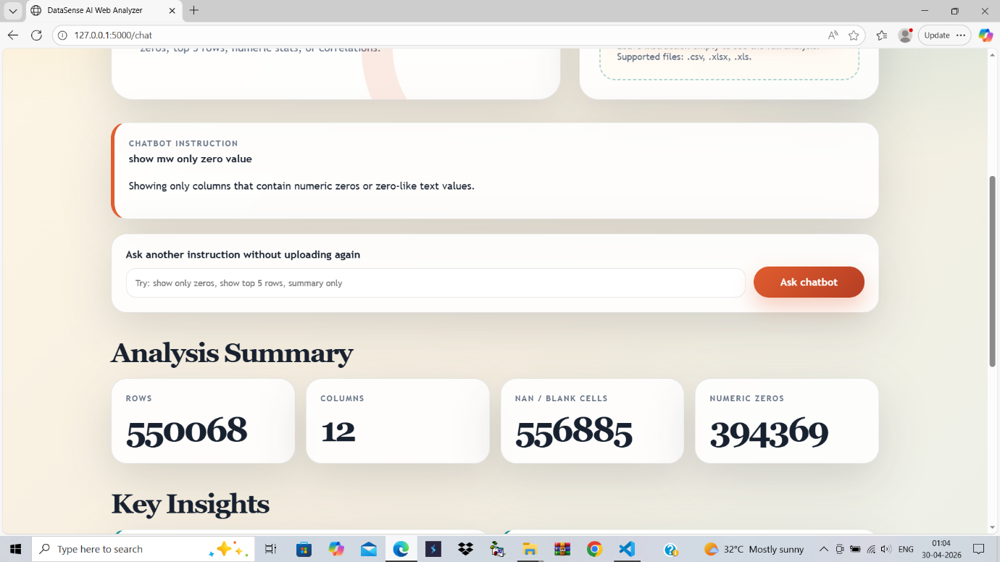 DataSense AI Web Analyzer
127.0.0.1:5000/chat
Update
zeros, top 5 rows, numeric stats, or correlations.
Supported files: .csv, .xlsx, .xls.
CHATBOT INSTRUCTION
show mw only zero value
Showing only columns that contain numeric zeros or zero-like text values.
Ask another instruction without uploading again
Try: show only zeros, show top 5 rows, summary only
Ask chatbot
Analysis Summary
ROWS
550068
COLUMNS
12
NAN / BLANK CELLS
556885
NUMERIC ZEROS
394369
Key Insights
Type here to search
32°C Mostly sunny
ENG
01:04
30-04-2026